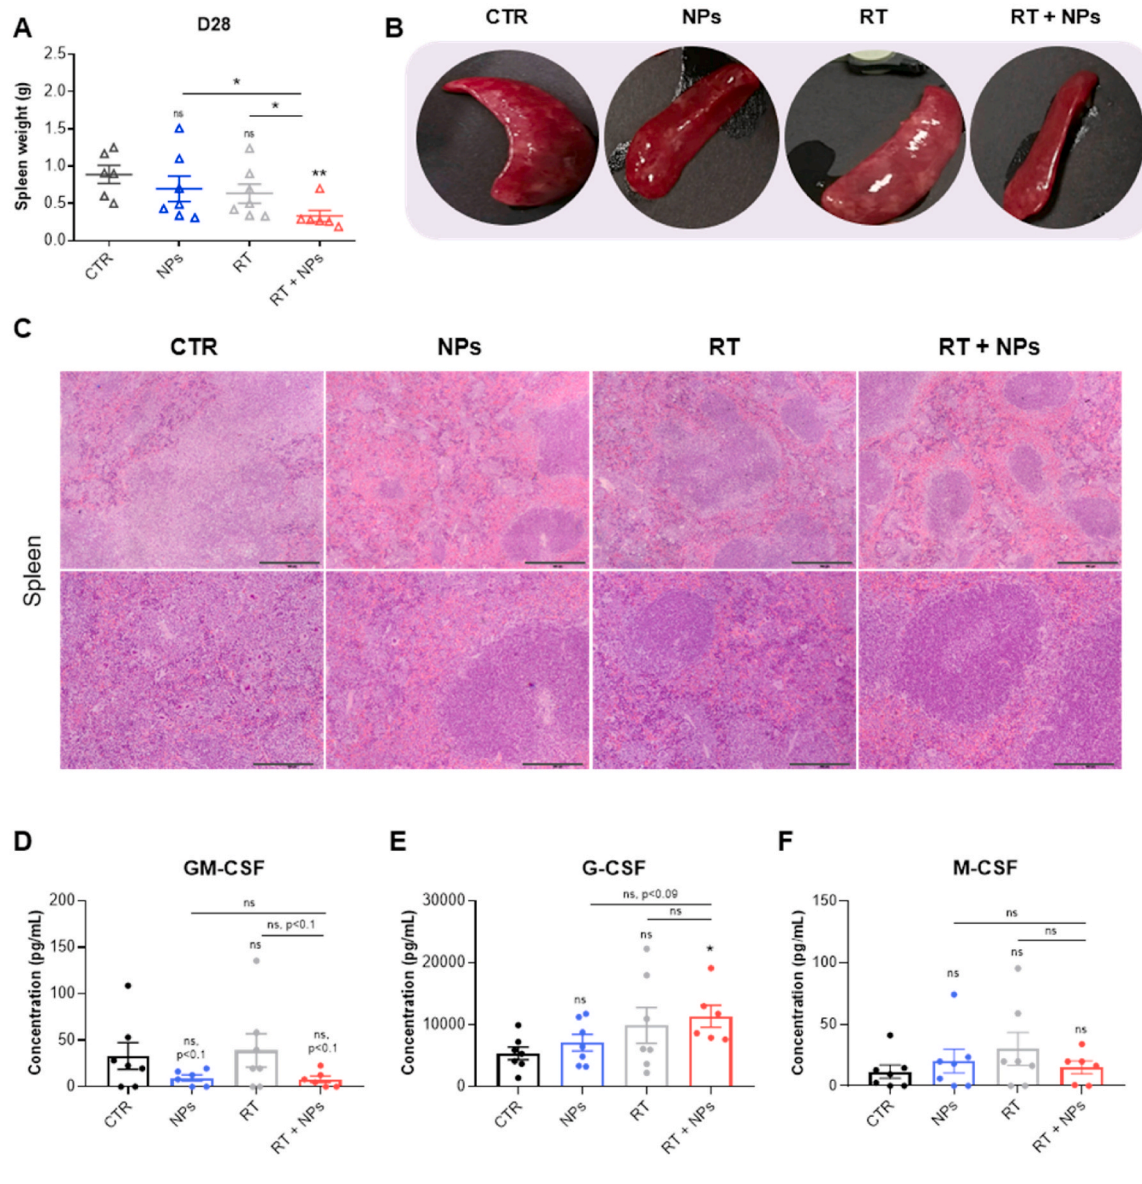 A
D28
Spleen weight (g)
2.5
2.0
1.5
1.0
0.5
0.0
*
*
ns
ns
**
CTR
NPs
RT
RT + NPs
B
CTR
NPs
RT
RT + NPs
C
CTR
NPs
RT
RT + NPs
Spleen
D
GM-CSF
Concentration (pg/mL)
200
150
100
50
0
ns
ns, p<0.1
ns
ns,
p<0.1
ns,
p<0.1
CTR
NPs
RT
RT + NPs
E
G-CSF
Concentration (pg/mL)
30000
20000
10000
0
ns, p<0.09
ns
ns
*
ns
CTR
NPs
RT
RT + NPs
F
M-CSF
Concentration (pg/mL)
150
100
50
0
ns
ns
ns
ns
ns
CTR
NPs
RT
RT + NPs